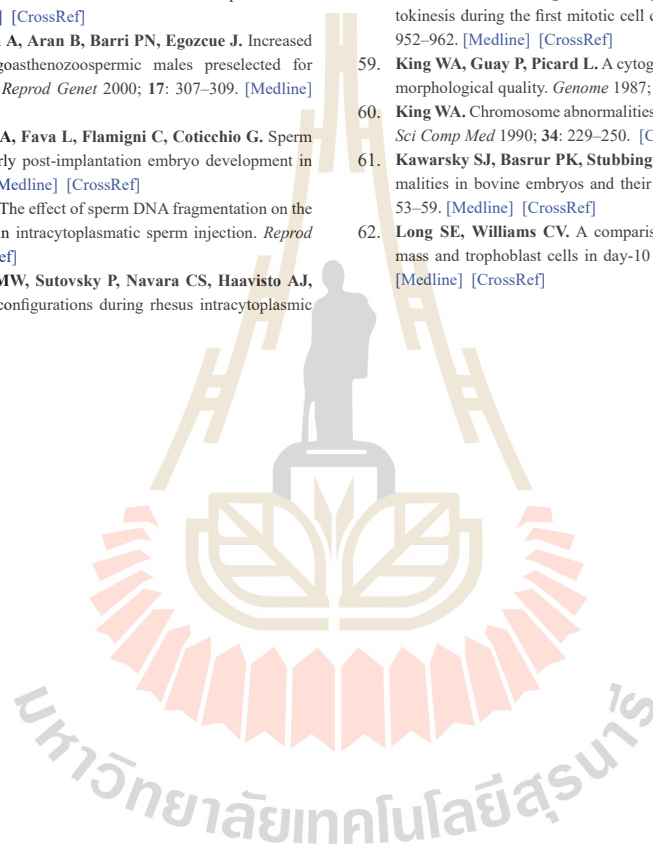 [CrossRef]
A, Aran B, Barri PN, Egozcue J. Increased
goasthenozoospermic males preselected for
Reprod Genet 2000; 17: 307–309. [Medline]
A, Fava L, Flamigni C, Coticchio G. Sperm
rly post-implantation embryo development in
Medline] [CrossRef]
The effect of sperm DNA fragmentation on the
n intracytoplasmatic sperm injection. Reprod
ef]
MW, Sutovsky P, Navara CS, Haavisto AJ,
configurations during rhesus intracytoplasmic
tokinesis during the first mitotic cell c
952–962. [Medline] [CrossRef]
59. King WA, Guay P, Picard L. A cytog
morphological quality. Genome 1987;
60. King WA. Chromosome abnormalities
Sci Comp Med 1990; 34: 229–250. [C
61. Kawarsky SJ, Basrur PK, Stubbing
malities in bovine embryos and their
53–59. [Medline] [CrossRef]
62. Long SE, Williams CV. A comparis
mass and trophoblast cells in day-10
[Medline] [CrossRef]
มหาวิทยาลัยเทคโนโลยีสุรนารี